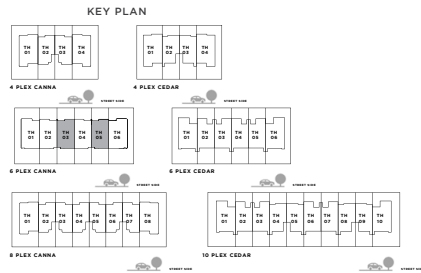 KEY PLAN
TH 01 TH 02 TH 03 TH 04
4 PLEX CANNA
TH 01 TH 02 TH 03 TH 04
4 PLEX CEDAR
STREET SIDE
STREET SIDE
TH 01 TH 02 TH 03 TH 04 TH 05 TH 06
6 PLEX CANNA
TH 01 TH 02 TH 03 TH 04 TH 05 TH 06
6 PLEX CEDAR
STREET SIDE
STREET SIDE
TH 01 TH 02 TH 03 TH 04 TH 05 TH 06 TH 07 TH 08
8 PLEX CANNA
TH 01 TH 02 TH 03 TH 04 TH 05 TH 06 TH 07 TH 08 TH 09 TH 10
10 PLEX CEDAR
STREET SIDE